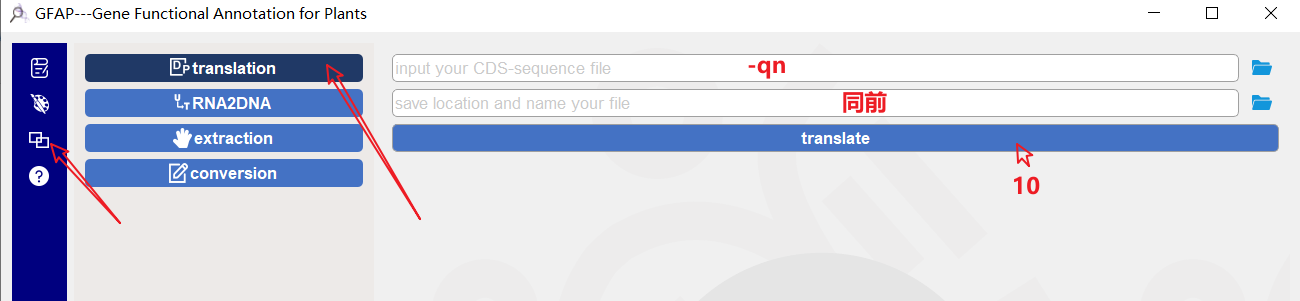 GFAP---Gene Functional Annotation for Plants
translation
RNA2DNA
extraction
conversion
input your CDS-sequence file
-qn
save location and name your file
同前
translate
10